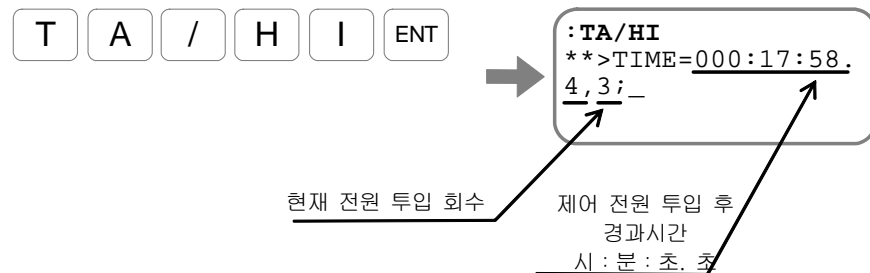 T A / H I ENT
:TA/HI
**>TIME=000:17:58.
4,3;_
현재 전원 투입 회수
제어 전원 투입 후
경과시간
시 : 분 : 초. 초